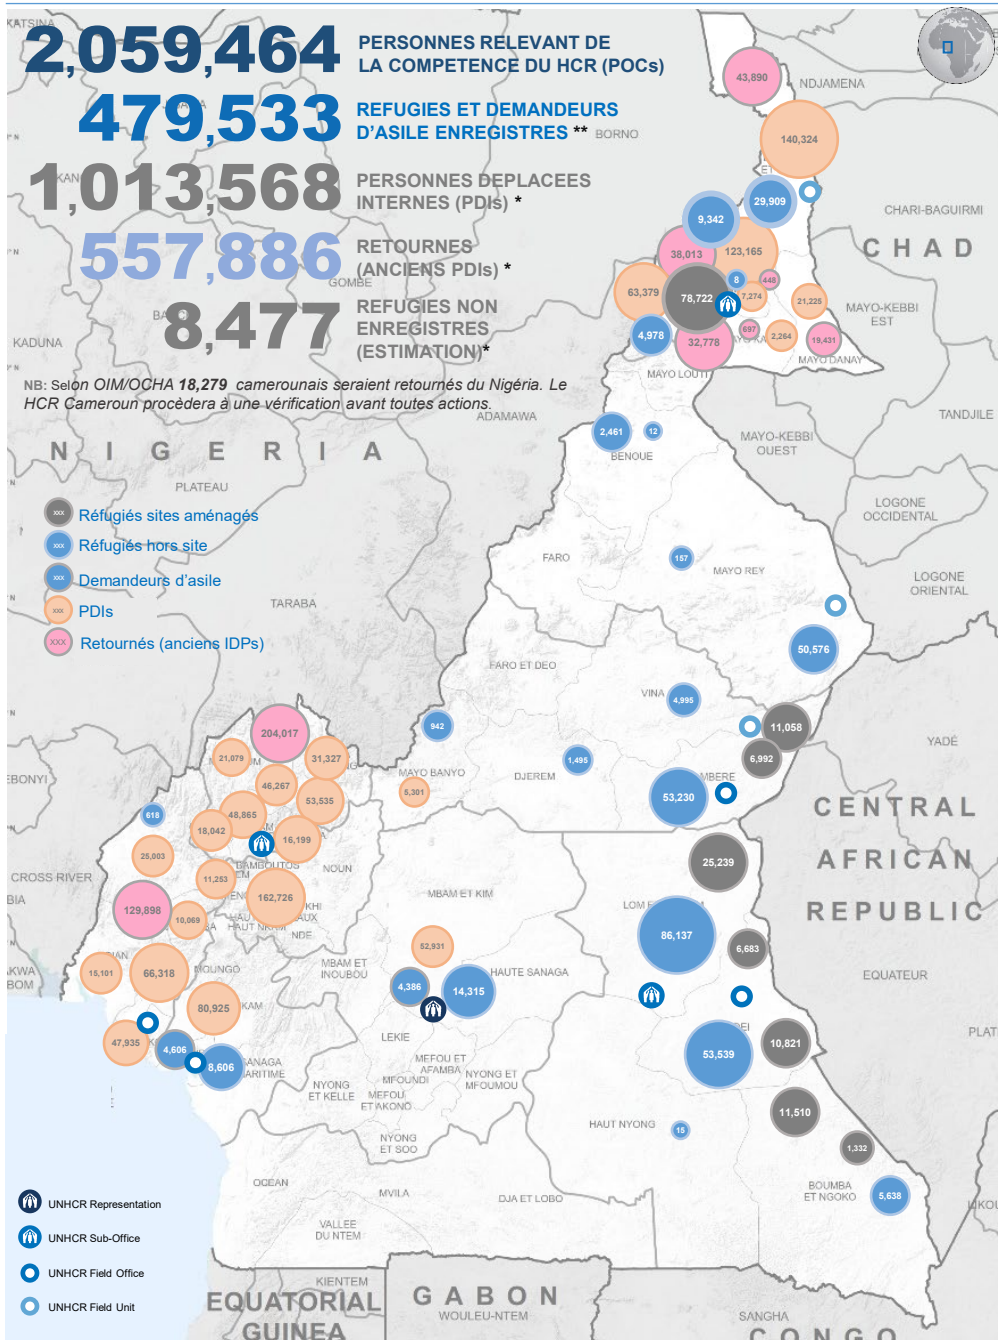 2,059,464
PERSONNES RELEVANT DE
LA COMPETENCE DU HCR (POCs)
479,533
REFUGIES ET DEMANDEURS
D'ASILE ENREGISTRES **
1,013,568
PERSONNES DEPLACEES
INTERNES (PDIs) *
557,886
RETOURNES
(ANCIENS PDIs) *
8,477
REFUGIES NON
ENREGISTRES
(ESTIMATION)*
NB: Selon OIM/OCHA 18,279 camerounais seraient retournés du Nigéria. Le
HCR Cameroun procèdera à une vérification avant toutes actions.
KATSINA
BORNO
GOMBE
KADUNA
ADAMAWA
NIGERIA
PLATEAU
TARABA
xxx Réfugiés sites aménagés
xxx Réfugiés hors site
xxx Demandeurs d'asile
xxx PDIs
xxx Retournés (anciens IDPs)
43,890
NDJAMENA
140,324
29,909
9,342
CHARI-BAGUIRMI
CHAD
38,013
123,165
8
448
63,379
78,722
7,274
21,225
MAYO-KEBBI
EST
4,978
32,778
697
2,264
19,431
MAYO DANAY
MAYO LOUTI
TANDJILE
2,461
12
BENOUE
MAYO-KEBBI
OUEST
LOGONE
OCCIDENTAL
FARO
157
MAYO REY
LOGONE
ORIENTAL
50,576
FARO ET DEO
VINA
4,995
942
11,058
YADÉ
6,992
1,495
DJEREM
MAYO BANYO
5,301
53,230
MBERE
CENTRAL
AFRICAN
REPUBLIC
204,017
21,079
31,327
46,267
53,535
48,865
618
18,042
16,199
25,003
BAMBOUTOS
11,253
NOUN
162,726
CROSS RIVER
129,898
10,069
NDE
MBAM ET KIM
25,239
86,137
6,683
52,931
MBAM ET
INOUBOU
HAUTE SANAGA
EQUATEUR
15,101
66,318
MOUNGO
4,386
14,315
80,925
LEKIE
47,935
4,606
8,606
MEFOU ET
AFAMBA
MFOUNDI
NYONG ET
MFOUMOU
NYONG
ET KELLE
MEFOU
ET AKONO
53,539
10,821
11,510
HAUT NYONG
15
NYONG
ET SOO
1,332
OCEAN
MVILA
DJA ET LOBO
BOUMBA
ET NGOKO
5,638
VALLEE
DU NTEM
UNHCR Representation
UNHCR Sub-Office
UNHCR Field Office
UNHCR Field Unit
KIENTEM
EQUATORIAL
GUINEA
GABON
WOULEU-NTEM
SANGHA
CONGO